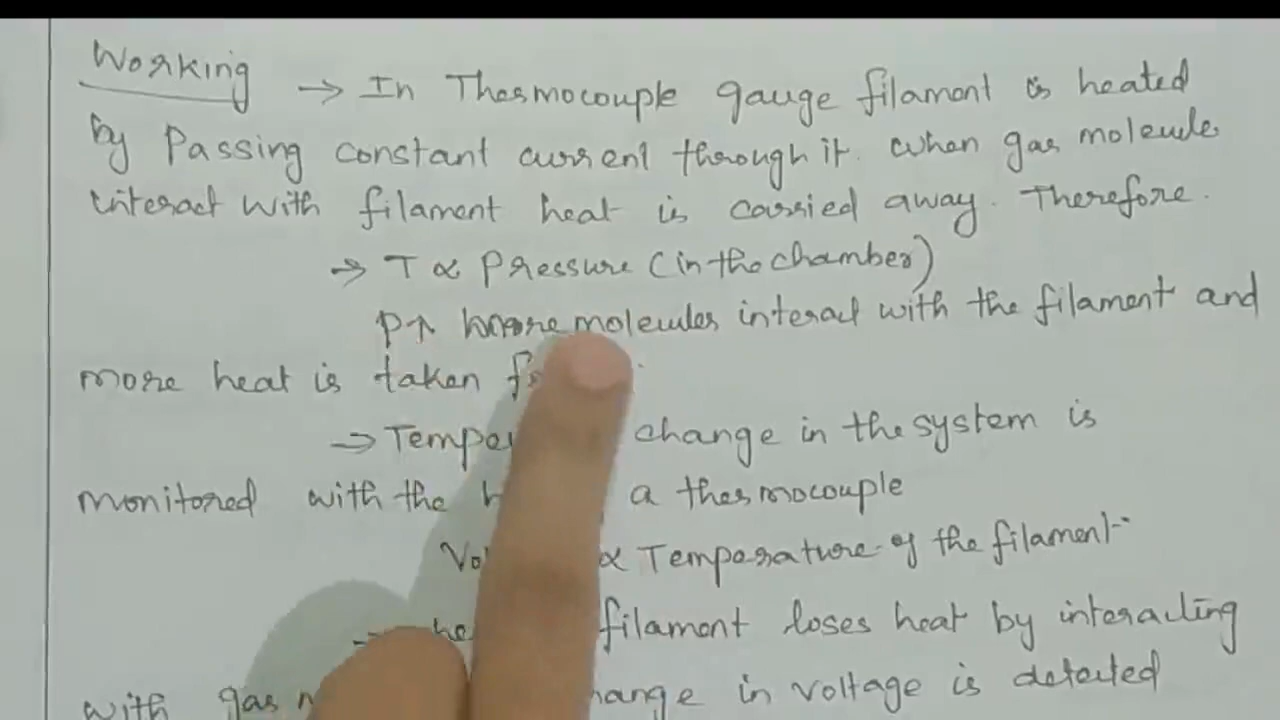 Working → In Thermocouple gauge filament is heated
by Passing constant current through it. when gas molecule
interact with filament heat is carried away. Therefore.
→ T ∝ Pressure (in the chamber)
P↑ more molecules interact with the filament and
more heat is taken
→ change in the system is
monitored with the a thermocouple
∝ Temperature of the filament
filament loses heat by interacting
with gas in voltage is detected